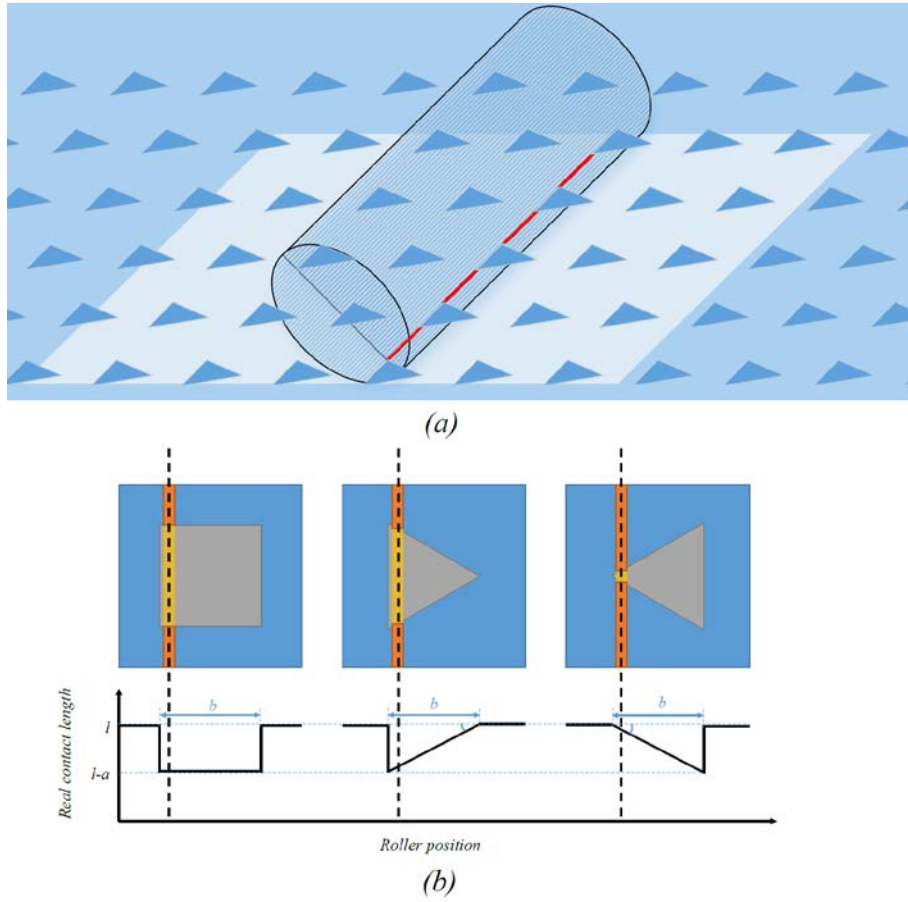 (a)
b
b
b
l
l-a
Real contact length
Roller position
(b)